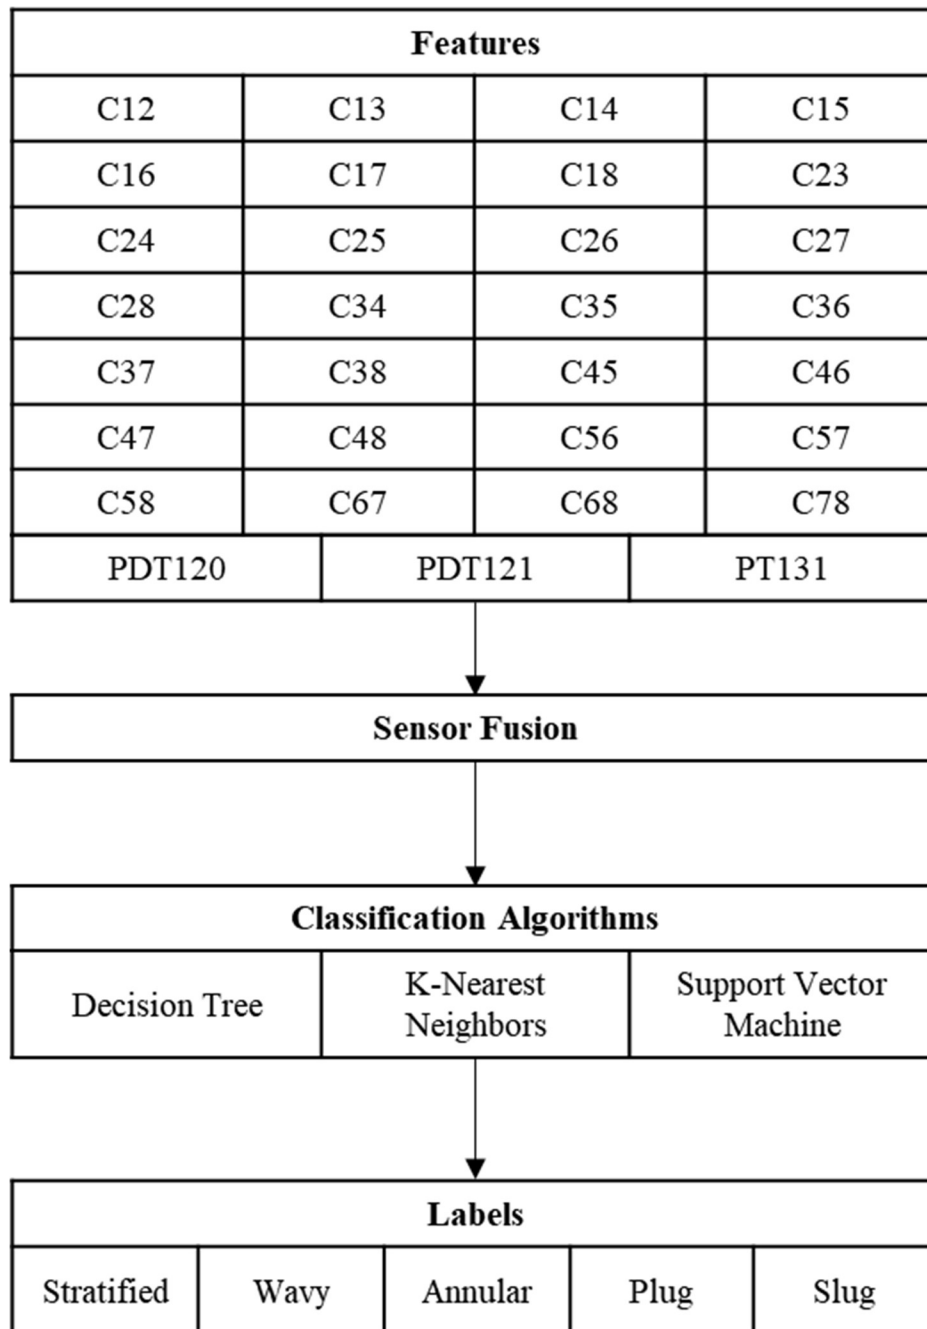 Features
C12 C13 C14 C15
C16 C17 C18 C23
C24 C25 C26 C27
C28 C34 C35 C36
C37 C38 C45 C46
C47 C48 C56 C57
C58 C67 C68 C78
PDT120 PDT121 PT131
Sensor Fusion
Classification Algorithms
Decision Tree
K-Nearest
Neighbors
Support Vector
Machine
Labels
Stratified Wavy Annular Plug Slug